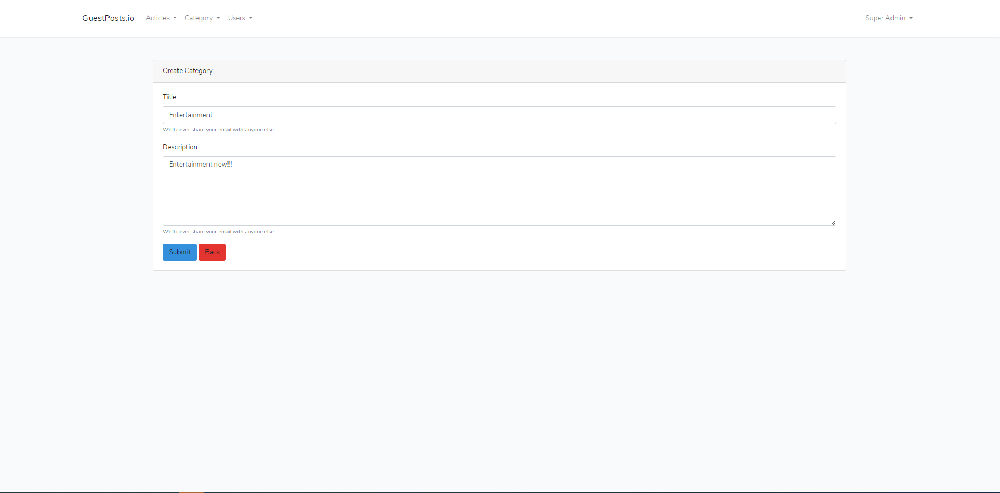 GuestPosts.io Acticles Category Users Super Admin
Create Category
Title
Entertainment
We'll never share your email with anyone else.
Description
Entertainment new!!!
We'll never share your email with anyone else.
Submit Back